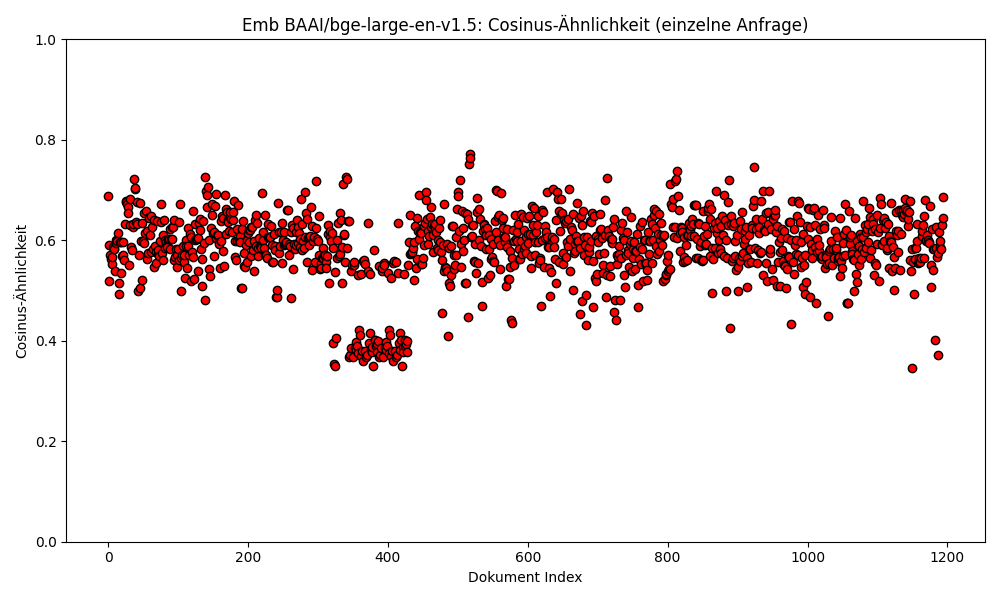 Emb BAAI/bge-large-en-v1.5: Cosinus-Ähnlichkeit (einzelne Anfrage)
1.0
0.8
0.6
0.4
0.2
0.0
Cosinus-Ähnlichkeit
0 200 400 600 800 1000 1200
Dokument Index